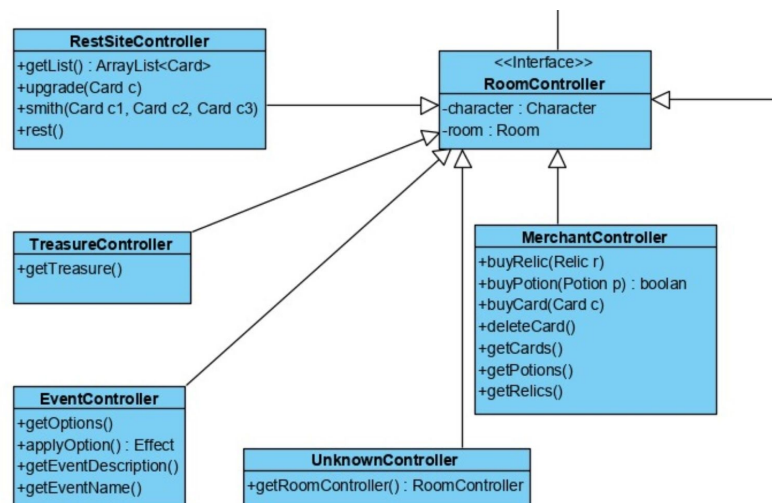 RestSiteController
+getList() : ArrayList<Card>
+upgrade(Card c)
+smith(Card c1, Card c2, Card c3)
+rest()
<<Interface>>
RoomController
-character : Character
-room : Room
TreasureController
+getTreasure()
MerchantController
+buyRelic(Relic r)
+buyPotion(Potion p) : boolan
+buyCard(Card c)
+deleteCard()
+getCards()
+getPotions()
+getRelics()
EventController
+getOptions()
+applyOption() : Effect
+getEventDescription()
+getEventName()
UnknownController
+getRoomController() : RoomController